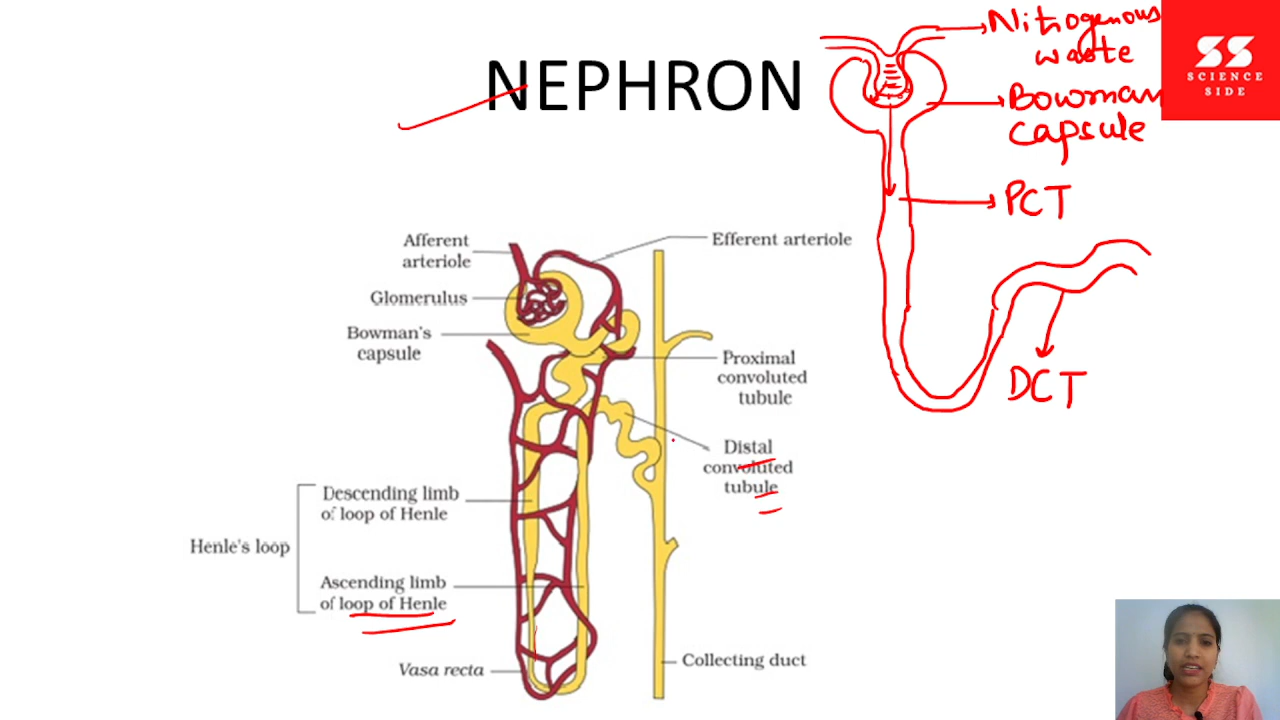 NEPHRON
Nitrogenous
waste
Bowman
capsule
PCT
DCT
SS
SCIENCE
SIDE
Afferent
arteriole
Glomerulus
Bowman's
capsule
Efferent arteriole
Proximal
convoluted
tubule
Distal
convoluted
tubule
Descending limb
of loop of Henle
Henle's loop
Ascending limb
of loop of Henle
Vasa recta
Collecting duct